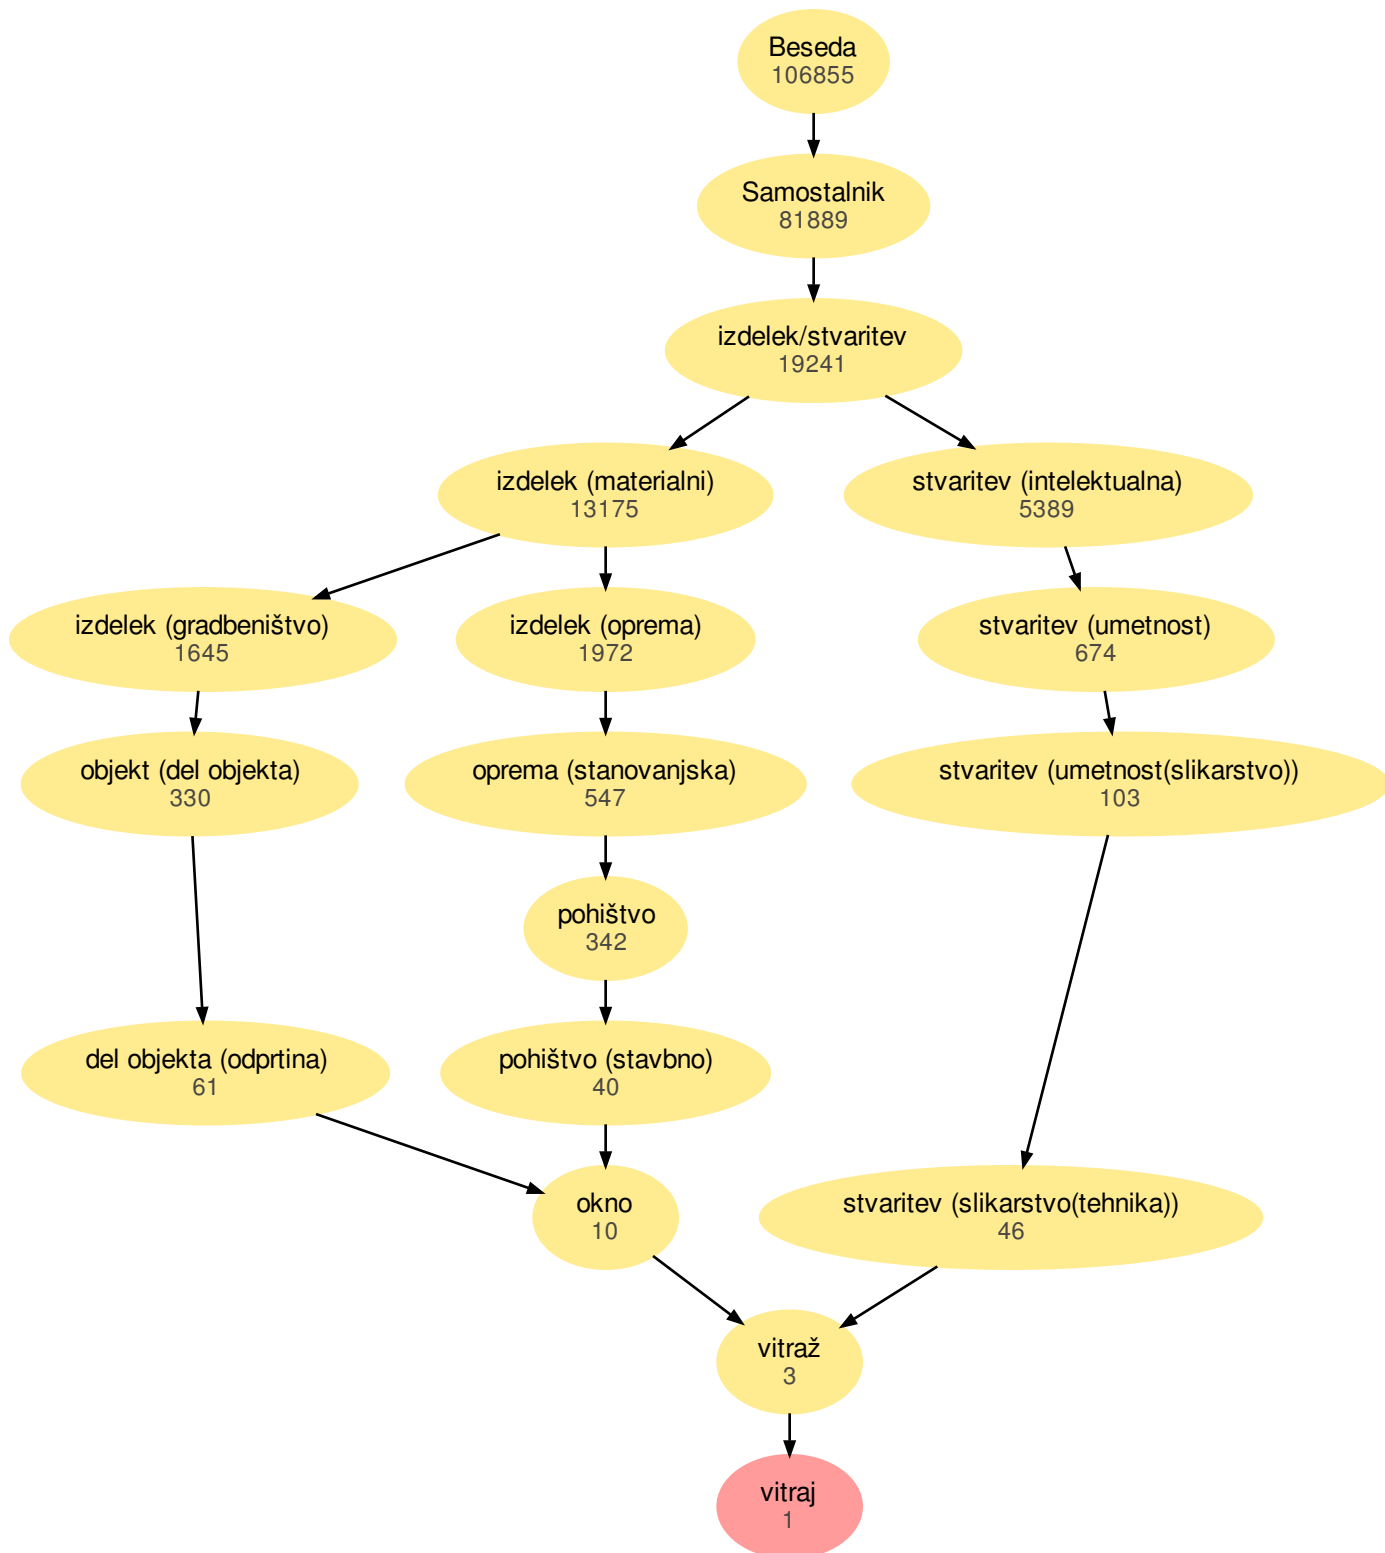 Beseda
106855
Samostalnik
81889
izdelek/stvaritev
19241
izdelek (materialni)
13175
stvaritev (intelektualna)
5389
izdelek (gradbeništvo)
1645
izdelek (oprema)
1972
stvaritev (umetnost)
674
objekt (del objekta)
330
oprema (stanovanjska)
547
stvaritev (umetnost(slikarstvo))
103
pohištvo
342
del objekta (odprtina)
61
pohištvo (stavbno)
40
okno
10
stvaritev (slikarstvo(tehnika))
46
vitraž
3
vitraj
1